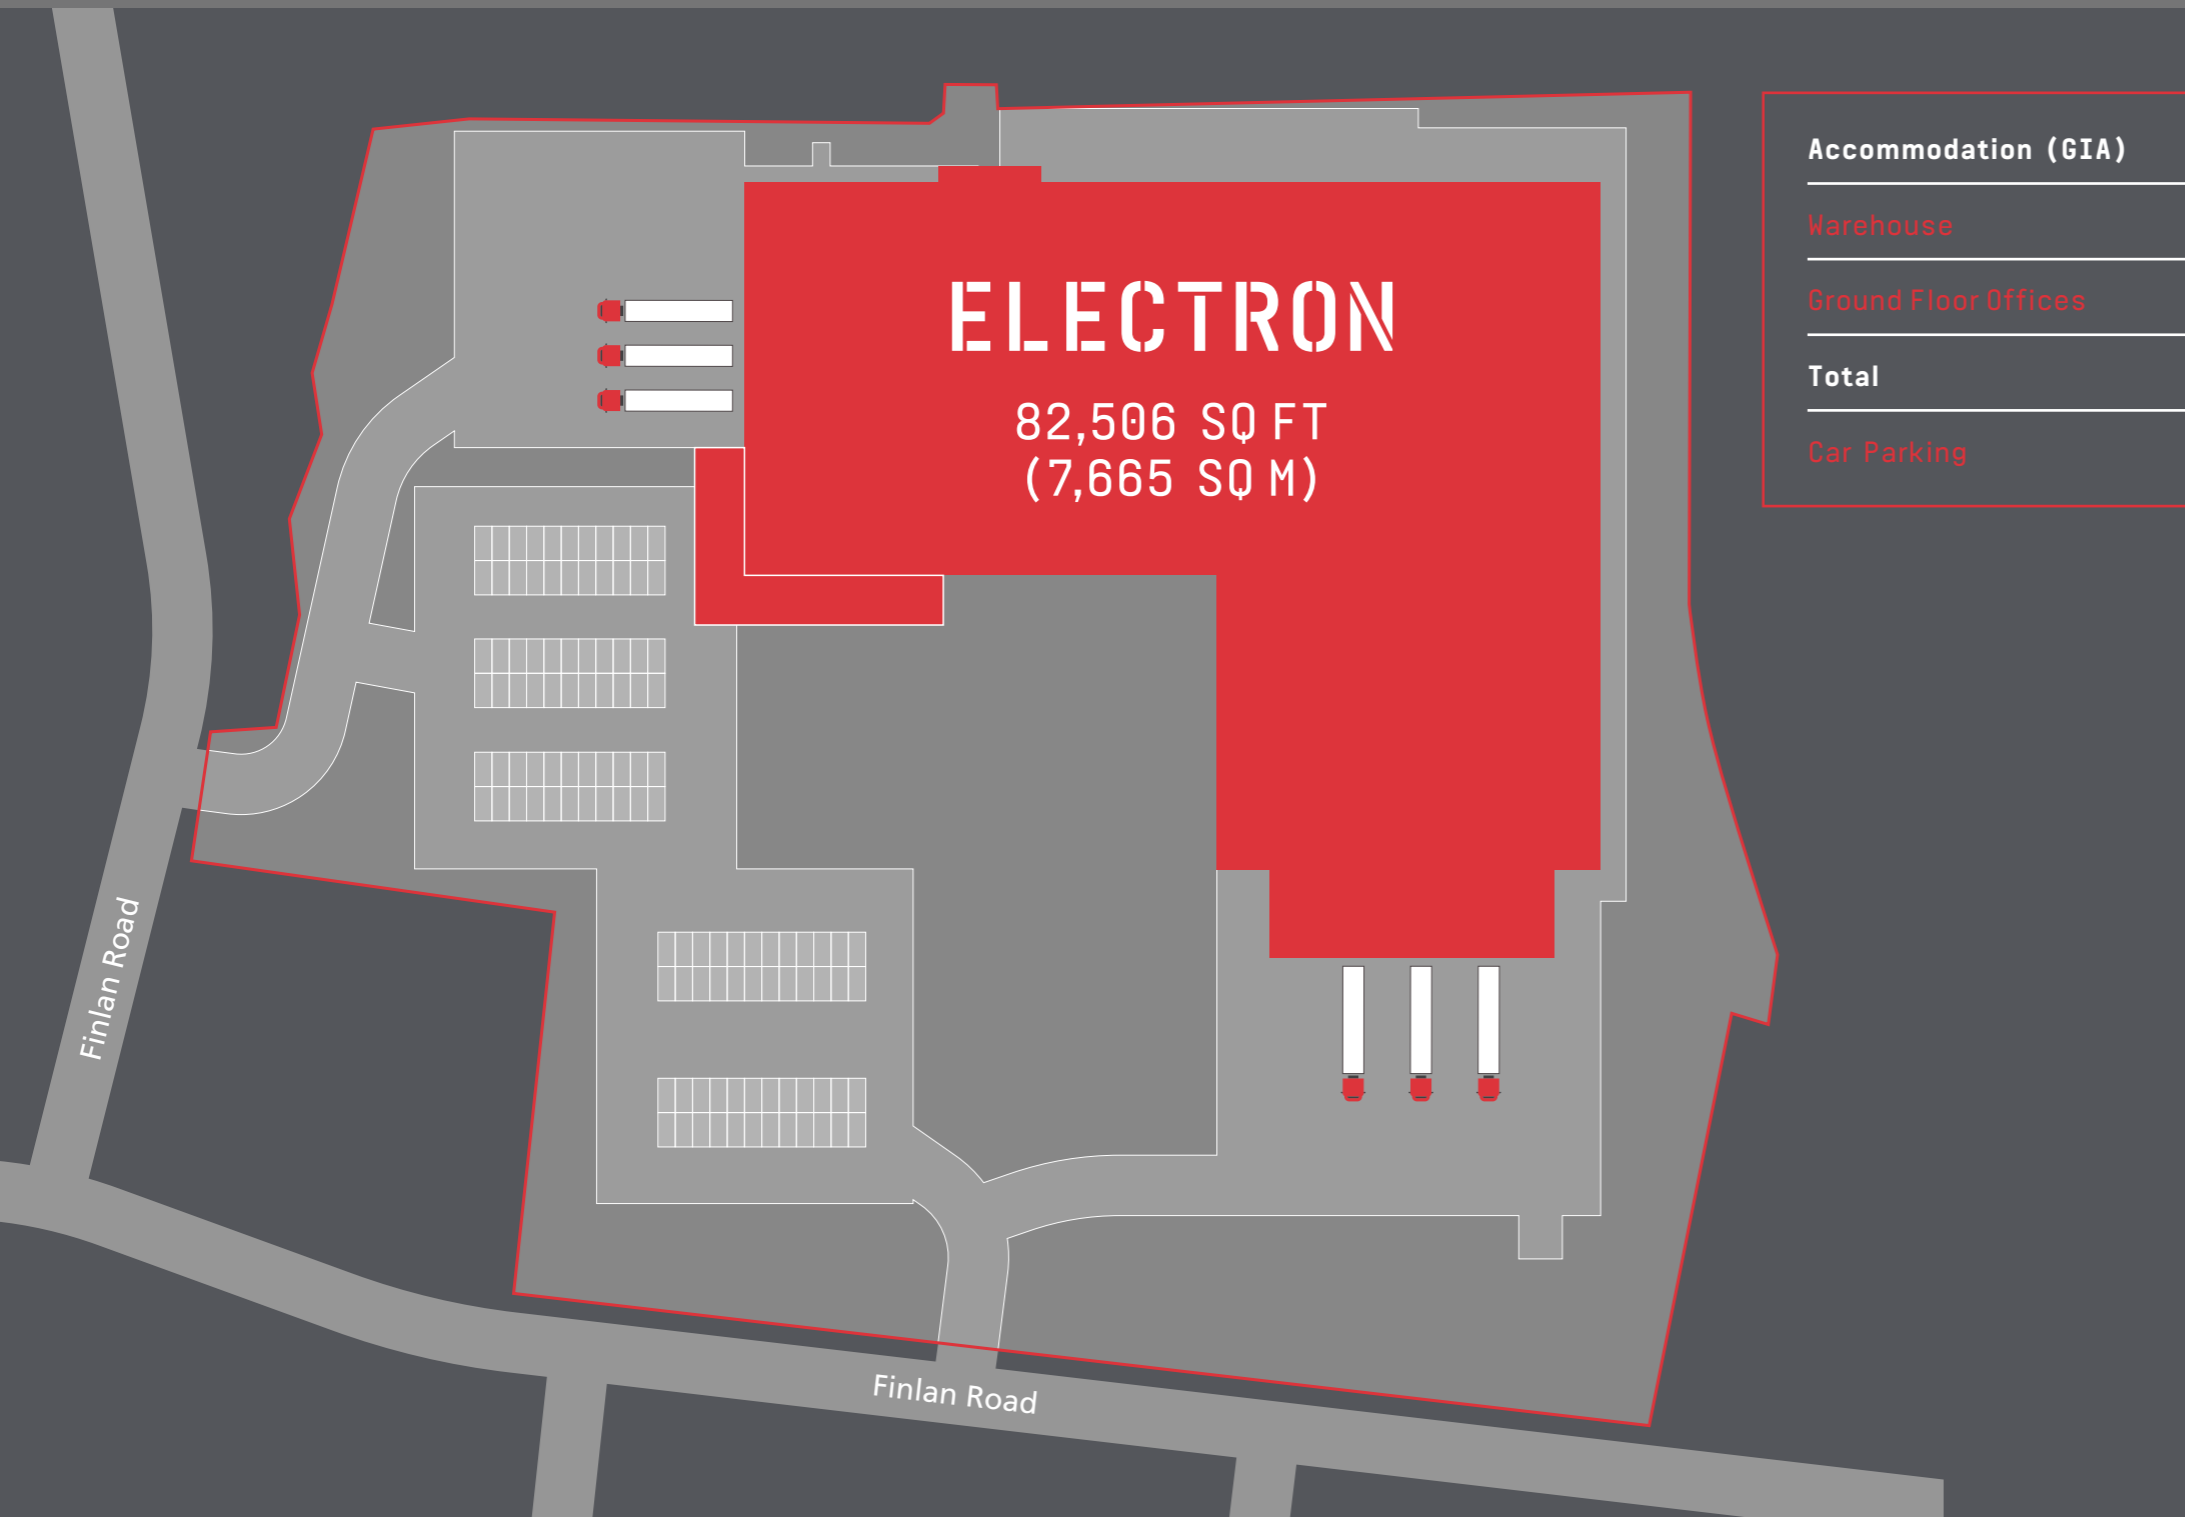 ELECTRON
82,506 SQ FT
(7,665 SQ M)
Accommodation (GIA)
Warehouse
Ground Floor Offices
Total
Car Parking
Finlan Road
Finlan Road